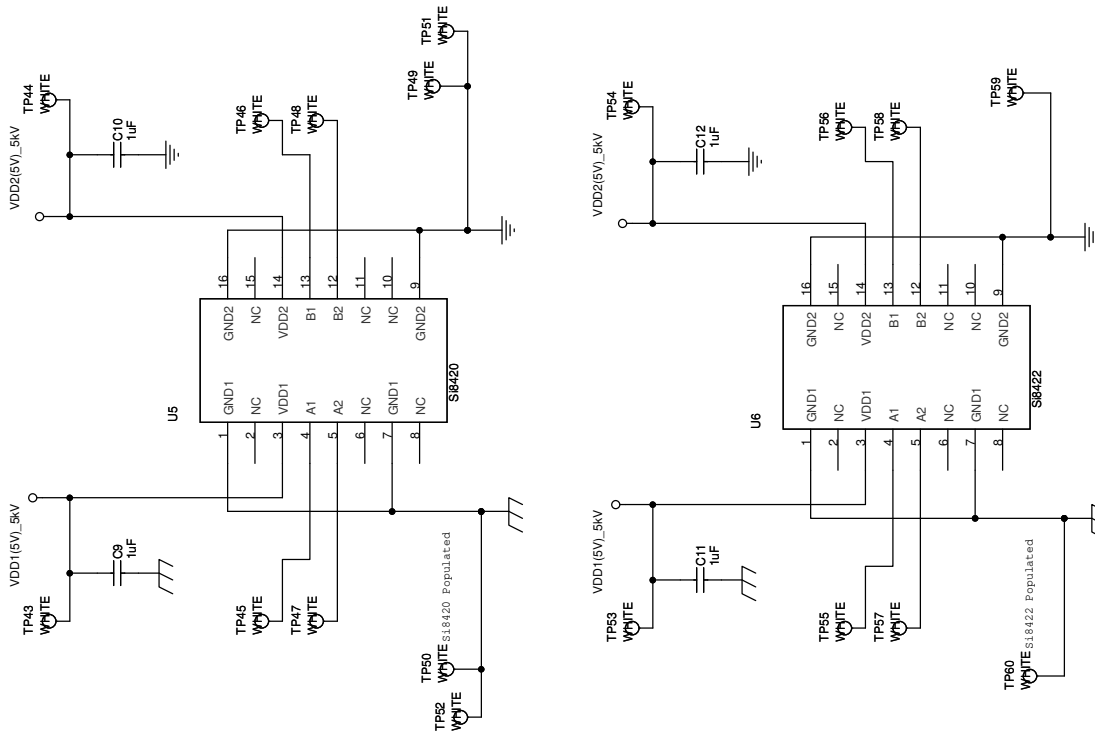 TP44
WHITE
VDD2(5V)_5kV
C10
1uF
TP46
WHITE
TP48
WHITE
TP49
WHITE
TP51
WHITE
U5
16
15
14
13
12
11
10
9
GND2
NC
VDD2
B1
B2
NC
NC
GND2
GND1
NC
VDD1
A1
A2
NC
GND1
NC
Si8420
1
2
3
4
5
6
7
8
VDD1(5V)_5kV
C9
1uF
TP43
WHITE
TP45
WHITE
TP47
WHITE
Si8420 Populated
TP50
WHITE
TP52
WHITE
TP54
WHITE
VDD2(5V)_5kV
C12
1uF
TP56
WHITE
TP58
WHITE
TP59
WHITE
U6
16
15
14
13
12
11
10
9
GND2
NC
VDD2
B1
B2
NC
NC
GND2
GND1
NC
VDD1
A1
A2
NC
GND1
NC
Si8422
1
2
3
4
5
6
7
8
VDD1(5V)_5kV
C11
1uF
TP53
WHITE
TP55
WHITE
TP57
WHITE
Si8422 Populated
TP60
WHITE